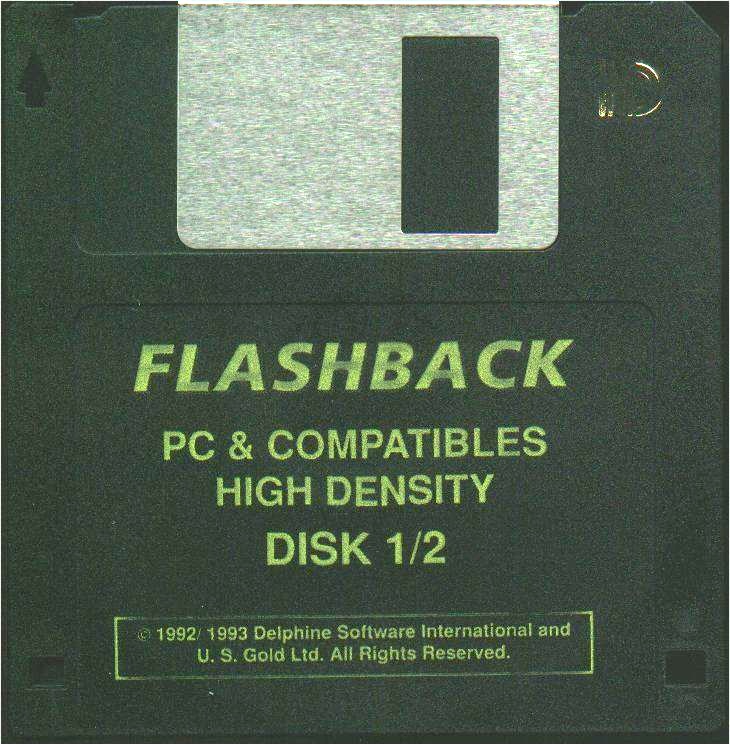 FLASHBACK
PC & COMPATIBLES
HIGH DENSITY
DISK 1/2
© 1992/ 1993 Delphine Software International and
U. S. Gold Ltd. All Rights Reserved.